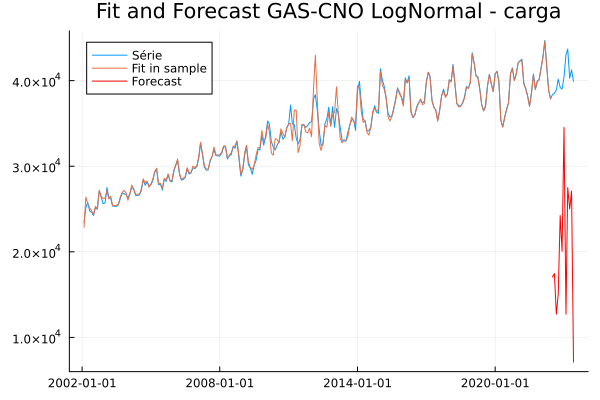 Fit and Forecast GAS-CNO LogNormal - carga
Série
Fit in sample
Forecast
4.0×10⁴
3.0×10⁴
2.0×10⁴
1.0×10⁴
2002-01-01 2008-01-01 2014-01-01 2020-01-01